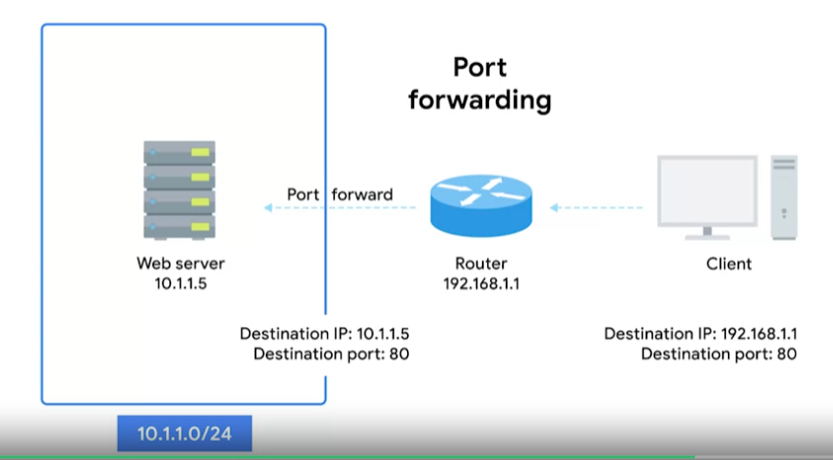 Port
forwarding
Port forward
Web server
10.1.1.5
Router
192.168.1.1
Client
Destination IP: 10.1.1.5
Destination port: 80
Destination IP: 192.168.1.1
Destination port: 80
10.1.1.0/24